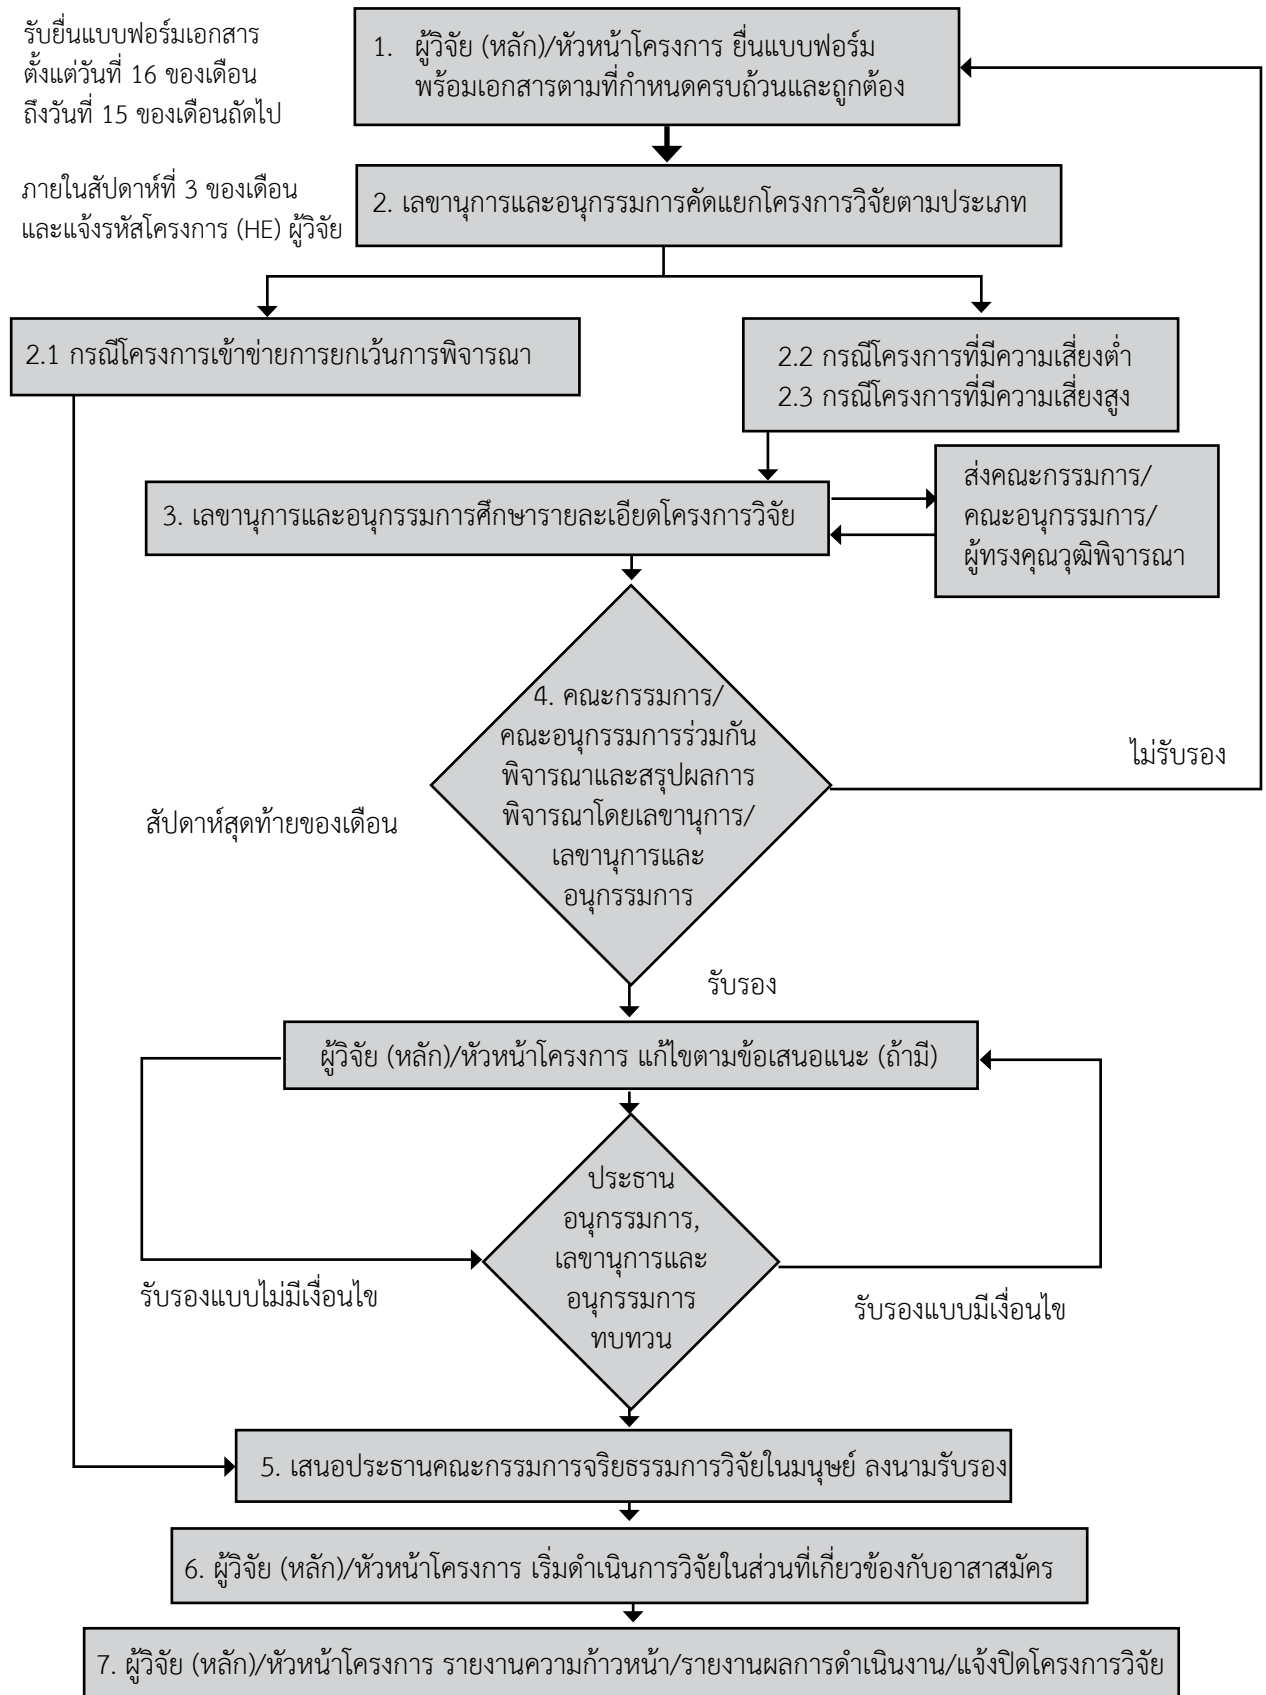 รับยื่นแบบฟอร์มเอกสาร
ตั้งแต่วันที่ 16 ของเดือน
ถึงวันที่ 15 ของเดือนถัดไป
1. ผู้วิจัย (หลัก)/หัวหน้าโครงการ ยื่นแบบฟอร์ม
พร้อมเอกสารตามที่กำหนดครบถ้วนและถูกต้อง
ภายในสัปดาห์ที่ 3 ของเดือน
และแจ้งรหัสโครงการ (HE) ผู้วิจัย
2. เลขานุการและอนุกรรมการคัดแยกโครงการวิจัยตามประเภท
2.1 กรณีโครงการเข้าข่ายการยกเว้นการพิจารณา
2.2 กรณีโครงการที่มีความเสี่ยงต่ำ
2.3 กรณีโครงการที่มีความเสี่ยงสูง
3. เลขานุการและอนุกรรมการศึกษารายละเอียดโครงการวิจัย
ส่งคณะกรรมการ/
คณะอนุกรรมการ/
ผู้ทรงคุณวุฒิพิจารณา
4. คณะกรรมการ/
คณะอนุกรรมการร่วมกัน
พิจารณาและสรุปผลการ
พิจารณาโดยเลขานุการ/
เลขานุการและ
อนุกรรมการ
ไม่รับรอง
สัปดาห์สุดท้ายของเดือน
รับรอง
ผู้วิจัย (หลัก)/หัวหน้าโครงการ แก้ไขตามข้อเสนอแนะ (ถ้ามี)
ประธาน
อนุกรรมการ,
เลขานุการและ
อนุกรรมการ
ทบทวน
รับรองแบบไม่มีเงื่อนไข
รับรองแบบมีเงื่อนไข
5. เสนอประธานคณะกรรมการจริยธรรมการวิจัยในมนุษย์ ลงนามรับรอง
6. ผู้วิจัย (หลัก)/หัวหน้าโครงการ เริ่มดำเนินการวิจัยในส่วนที่เกี่ยวข้องกับอาสาสมัคร
7. ผู้วิจัย (หลัก)/หัวหน้าโครงการ รายงานความก้าวหน้า/รายงานผลการดำเนินงาน/แจ้งปิดโครงการวิจัย